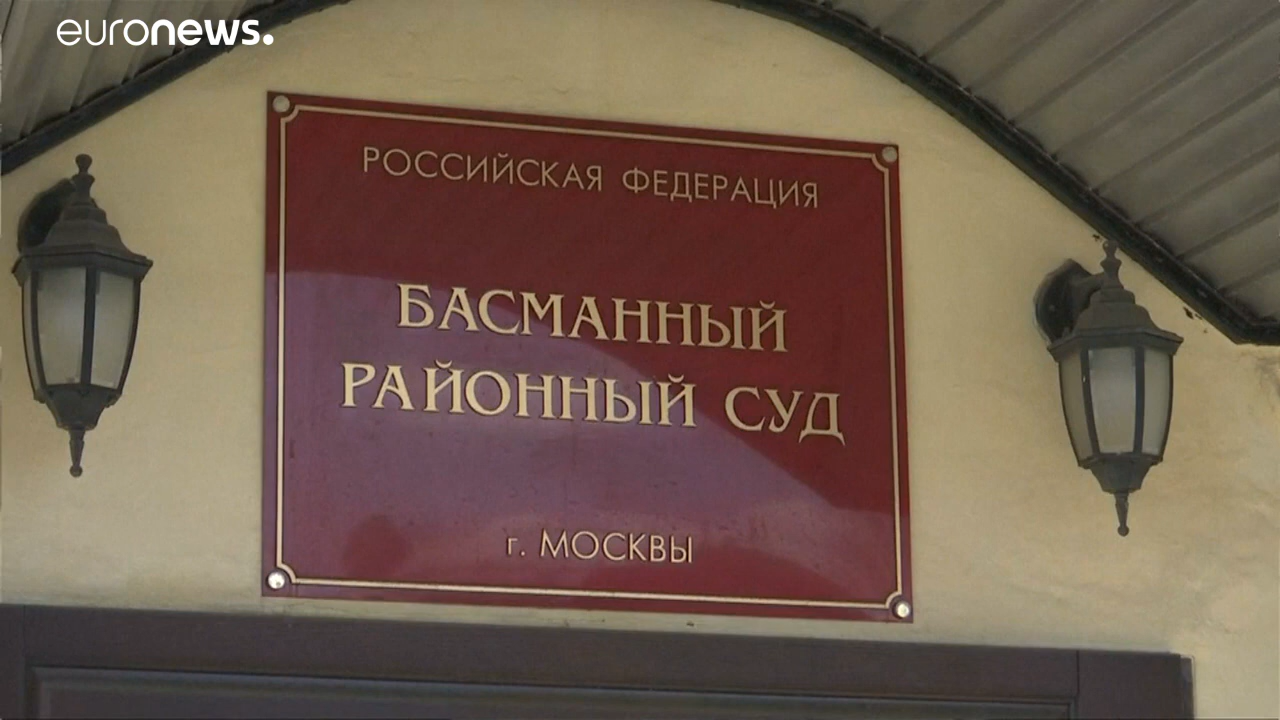 euronews.
РОССИЙСКАЯ ФЕДЕРАЦИЯ
БАСМАННЫЙ
РАЙОННЫЙ СУД
г. МОСКВЫ